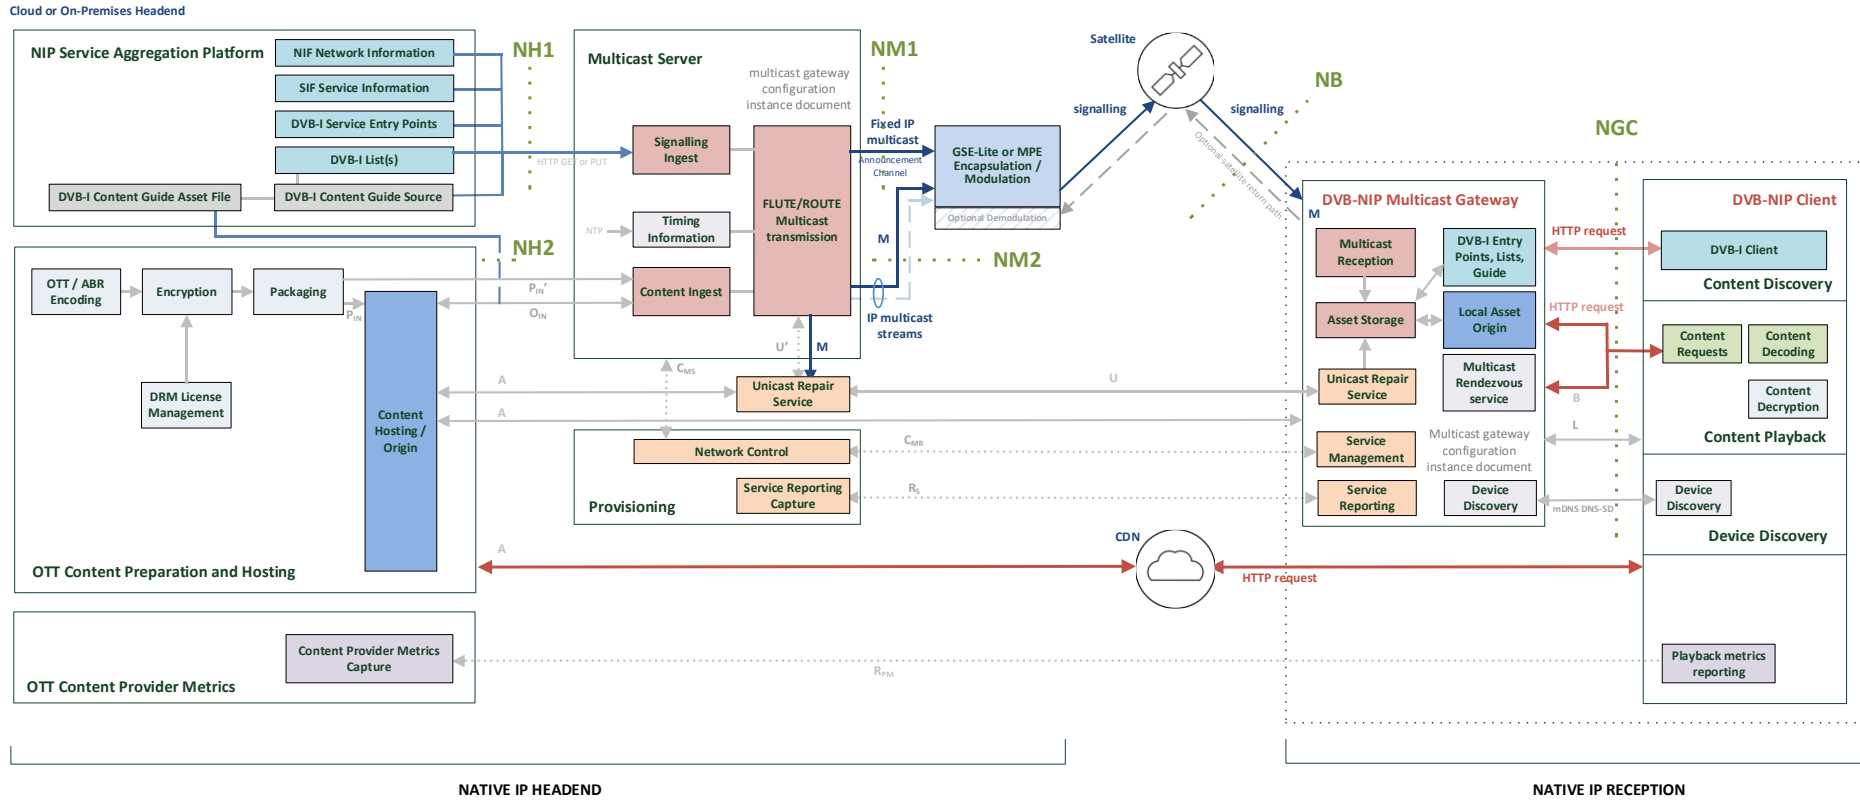 Cloud or On-Premises Headend
NIP Service Aggregation Platform
NIF Network Information
SIF Service Information
DVB-I Service Entry Points
DVB-I List(s)
DVB-I Content Guide Asset File
DVB-I Content Guide Source
NH1
HTTP GET or PUT
NH2
Multicast Server
multicast gateway
configuration
instance document
Signalling
Ingest
NTP
Timing
Information
Content Ingest
FLUTE/ROUTE
Multicast
transmission
NM1
Fixed IP
multicast
Announcement
Channel
M
NM2
IP multicast
streams
GSE-Lite or MPE
Encapsulation /
Modulation
Optional Demodulation
Satellite
signalling
signalling
Optional satellite return path
NB
NGC
OTT / ABR
Encoding
Encryption
Packaging
PIN
PIN’
OIN
DRM License
Management
Content
Hosting /
Origin
OTT Content Preparation and Hosting
U’
M
CMS
A
Unicast Repair
Service
U
A
Network Control
CMR
Service Reporting
Capture
RS
Provisioning
A
CDN
HTTP request
DVB-NIP Multicast Gateway
M
Multicast
Reception
DVB-I Entry
Points, Lists,
Guide
Asset Storage
Local Asset
Origin
Unicast Repair
Service
Multicast
Rendezvous
service
Service
Management
Multicast gateway
configuration
instance document
Service
Reporting
Device
Discovery
HTTP request
HTTP request
B
L
mDNS DNS-SD
DVB-NIP Client
DVB-I Client
Content Discovery
Content
Requests
Content
Decoding
Content
Decryption
Content Playback
Device
Discovery
Device Discovery
Playback metrics
reporting
Content Provider Metrics
Capture
RPM
OTT Content Provider Metrics
NATIVE IP HEADEND
NATIVE IP RECEPTION